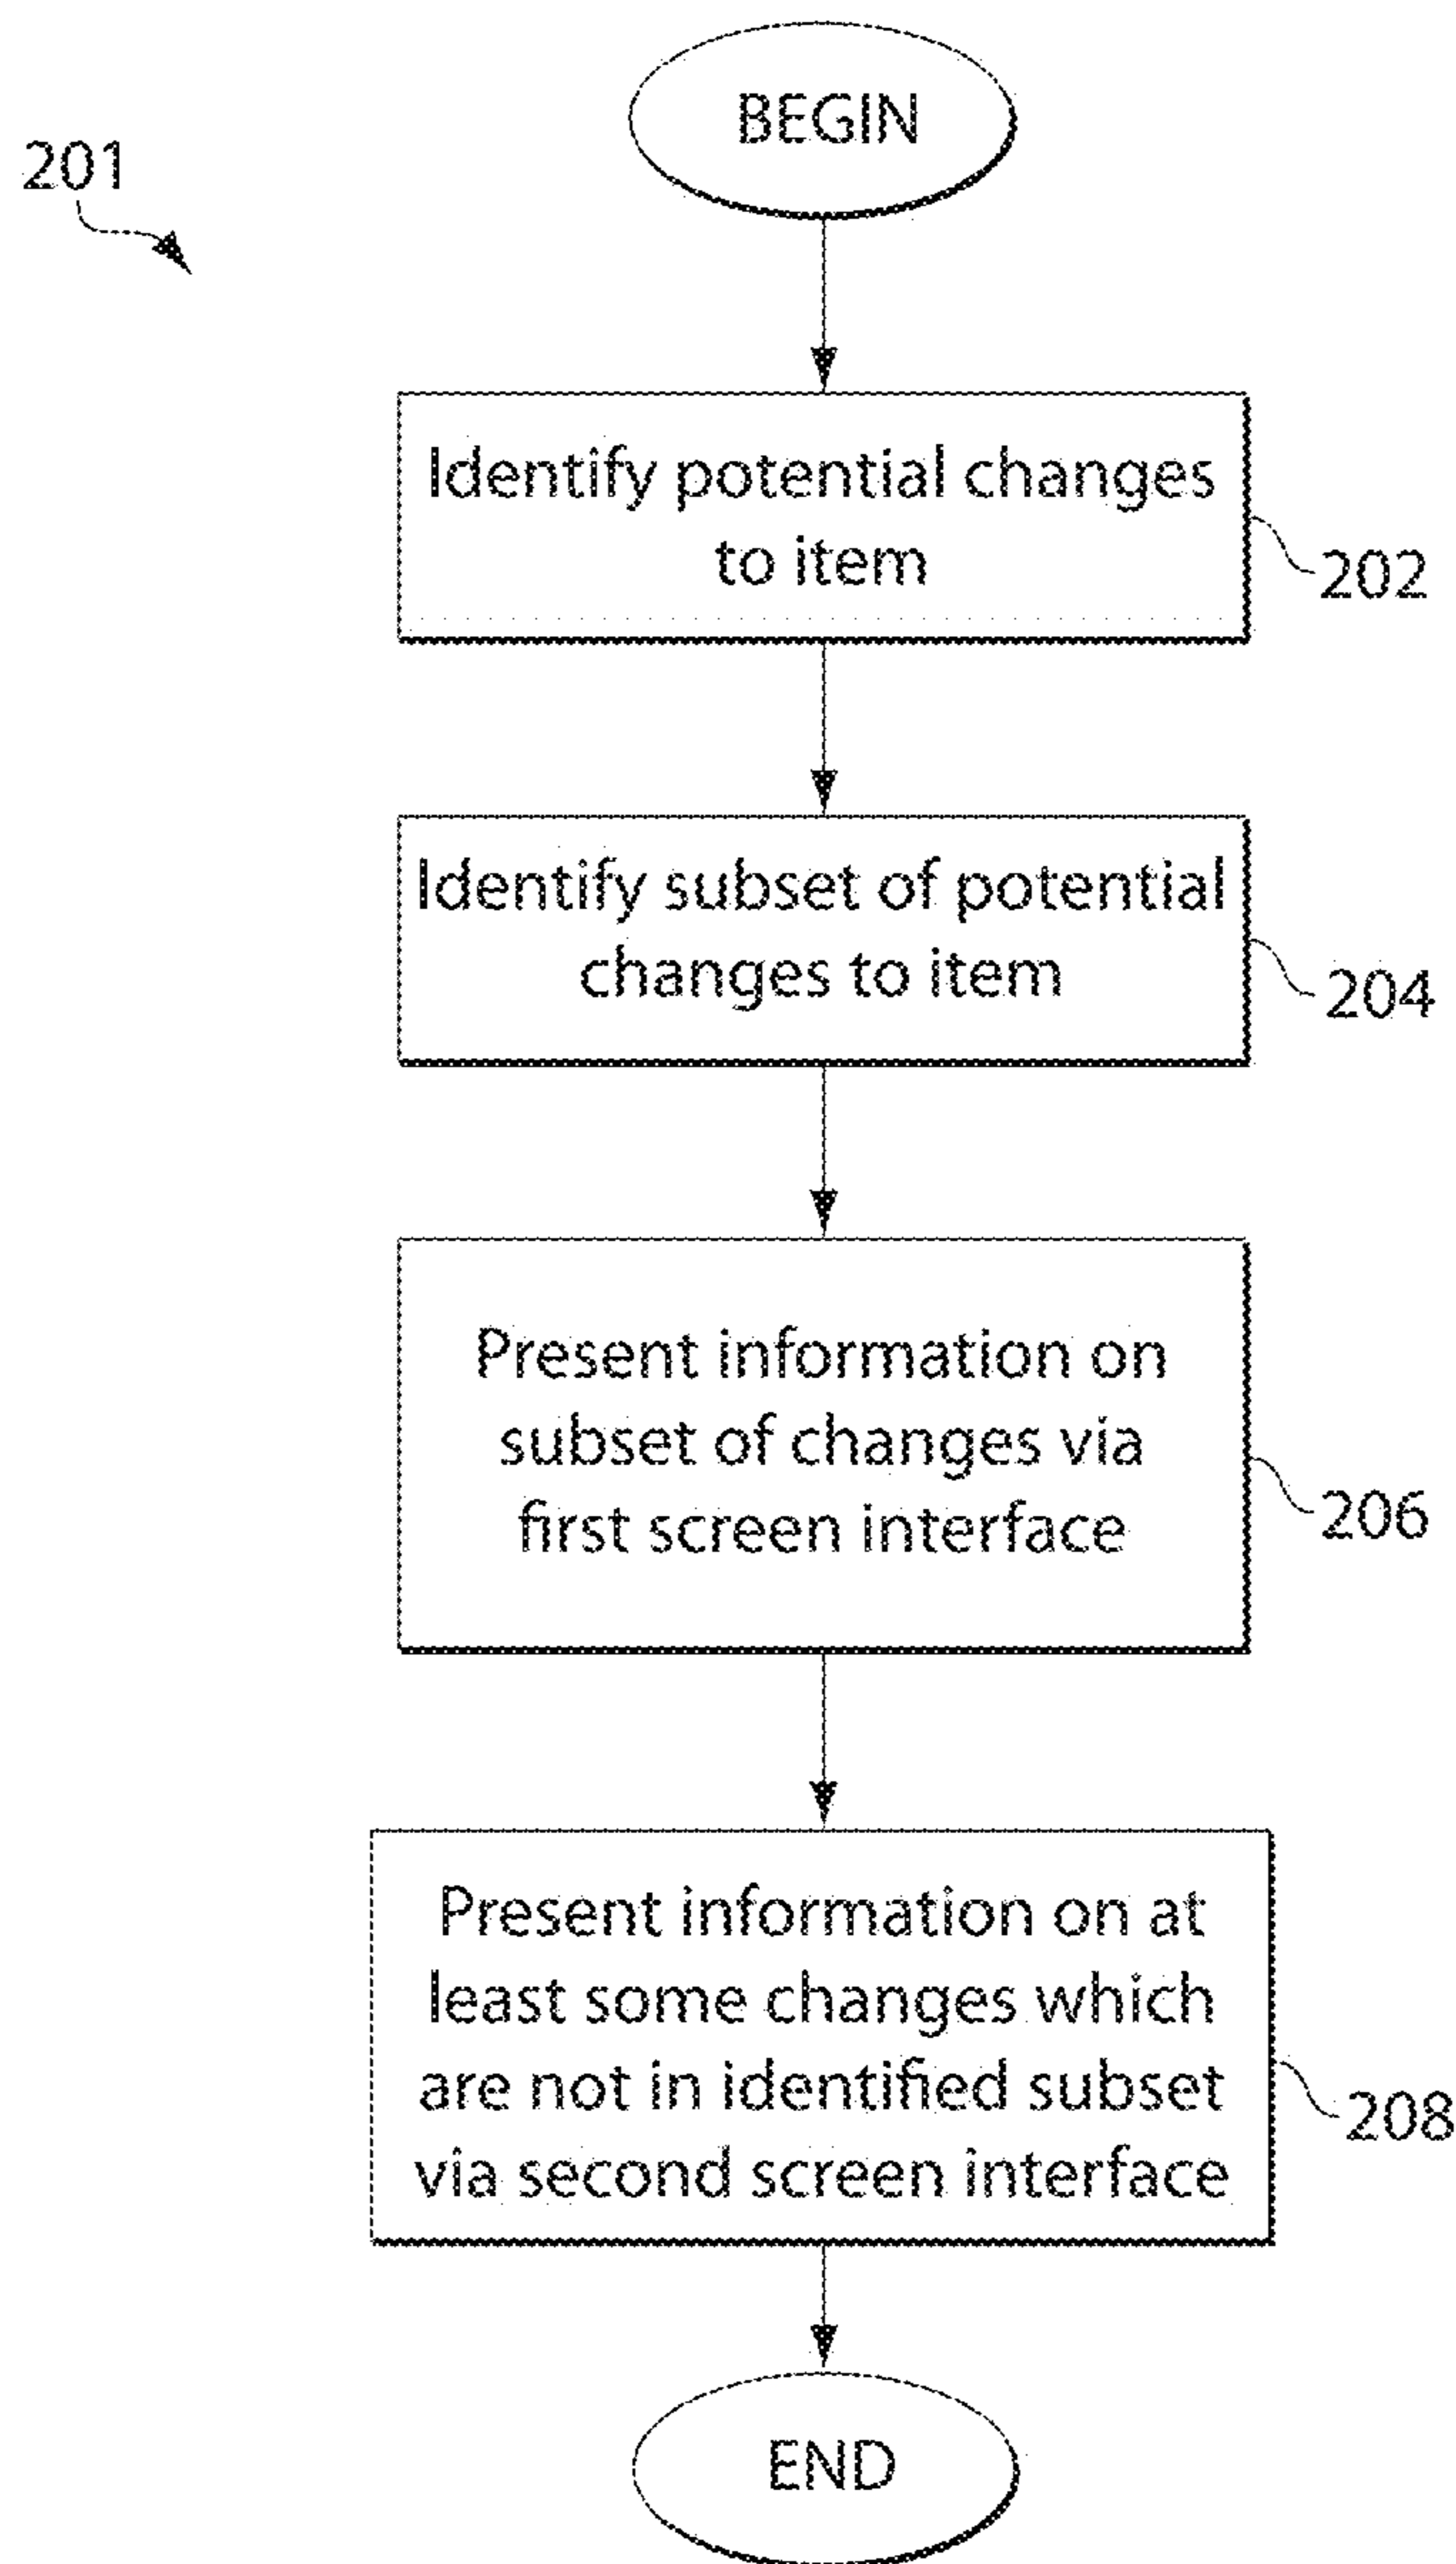 BEGIN
201
Identify potential changes
to item
202
Identify subset of potential
changes to item
204
Present information on
subset of changes via
first screen interface
206
Present information on at
least some changes which
are not in identified subset
via second screen interface
208
END